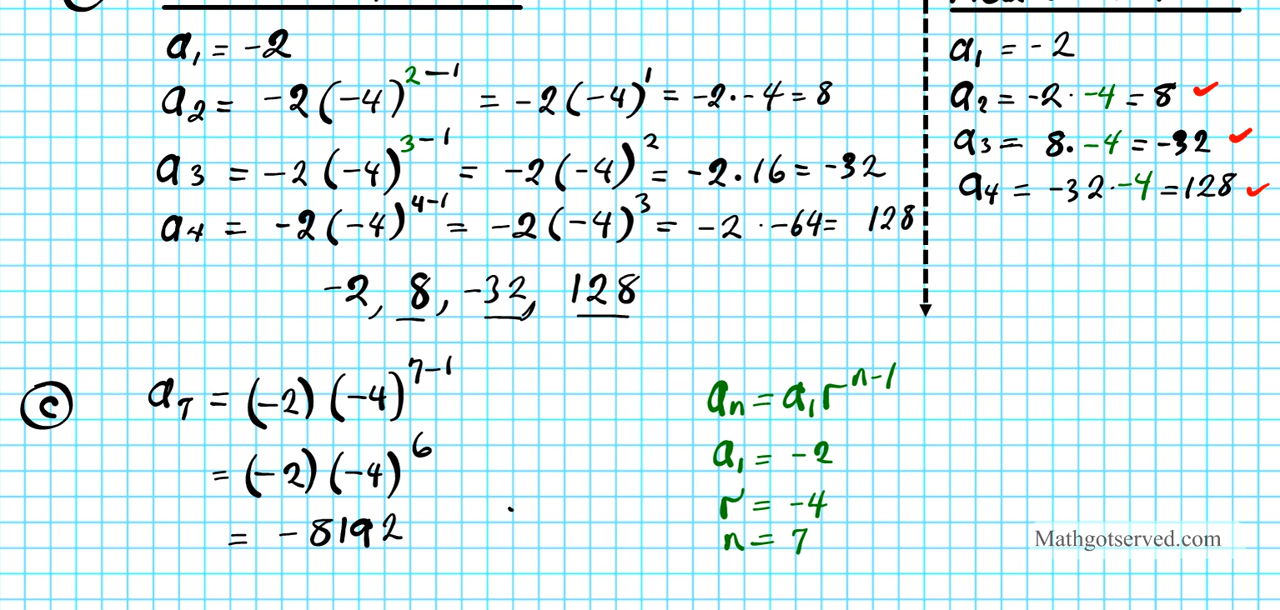 a₁ = -2
a₂ = -2(-4)²⁻¹ = -2(-4)¹ = -2·-4 = 8
a₃ = -2(-4)³⁻¹ = -2(-4)² = -2·16 = -32
a₄ = -2(-4)⁴⁻¹ = -2(-4)³ = -2·-64 = 128
-2, 8, -32, 128
a₁ = -2
a₂ = -2·-4 = 8 ✓
a₃ = 8·-4 = -32 ✓
a₄ = -32·-4 = 128 ✓
ⓒ a₇ = (-2)(-4)⁷⁻¹
= (-2)(-4)⁶
= -8192
aₙ = a₁rⁿ⁻¹
a₁ = -2
r = -4
n = 7
Mathgotserved.com